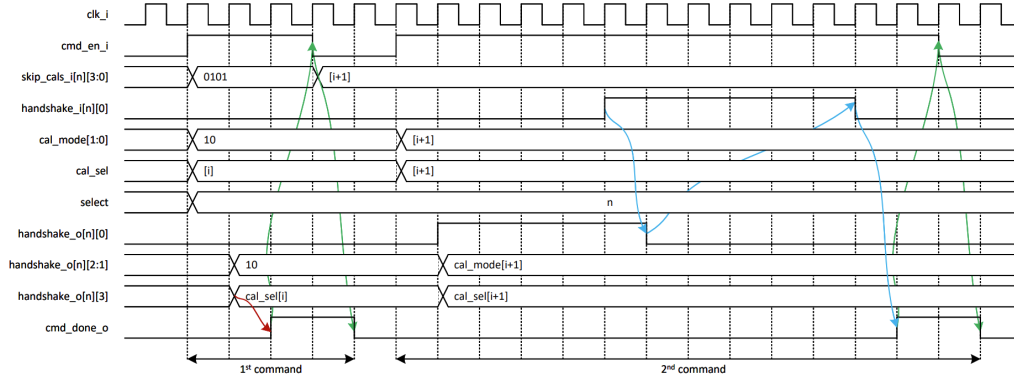 clk_i
cmd_en_i
skip_cals_i[n][3:0] 0101 [i+1]
handshake_i[n][0]
cal_mode[1:0] 10 [i+1]
cal_sel [i] [i+1]
select n
handshake_o[n][0]
handshake_o[n][2:1] 10 cal_mode[i+1]
handshake_o[n][3] cal_sel[i] cal_sel[i+1]
cmd_done_o
1st command 2nd command